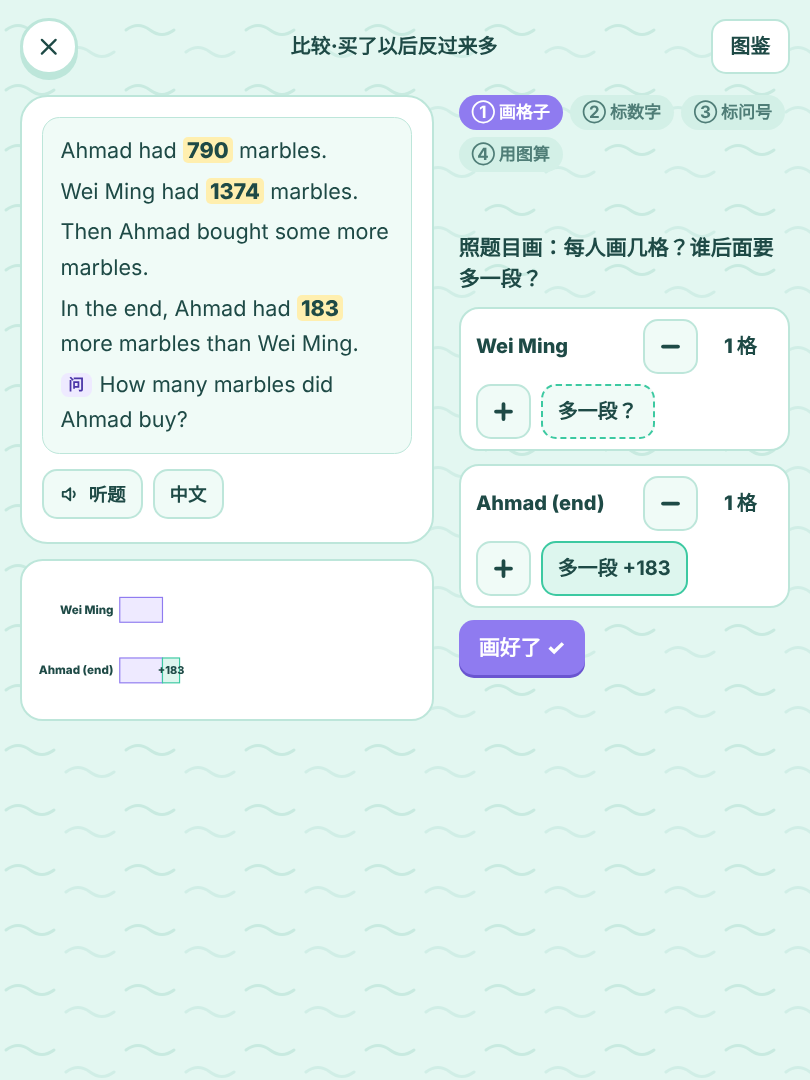 比较·买了以后反过来多
图鉴
Ahmad had 790 marbles.
Wei Ming had 1374 marbles.
Then Ahmad bought some more
marbles.
In the end, Ahmad had 183
more marbles than Wei Ming.
问 How many marbles did
Ahmad buy?
听题
中文
Wei Ming
Ahmad (end)
+183
① 画格子
② 标数字
③ 标问号
④ 用图算
照题目画：每人画几格？谁后面要
多一段？
Wei Ming
− 1 格
+ 多一段？
Ahmad (end)
− 1 格
+ 多一段 +183
画好了 ✓